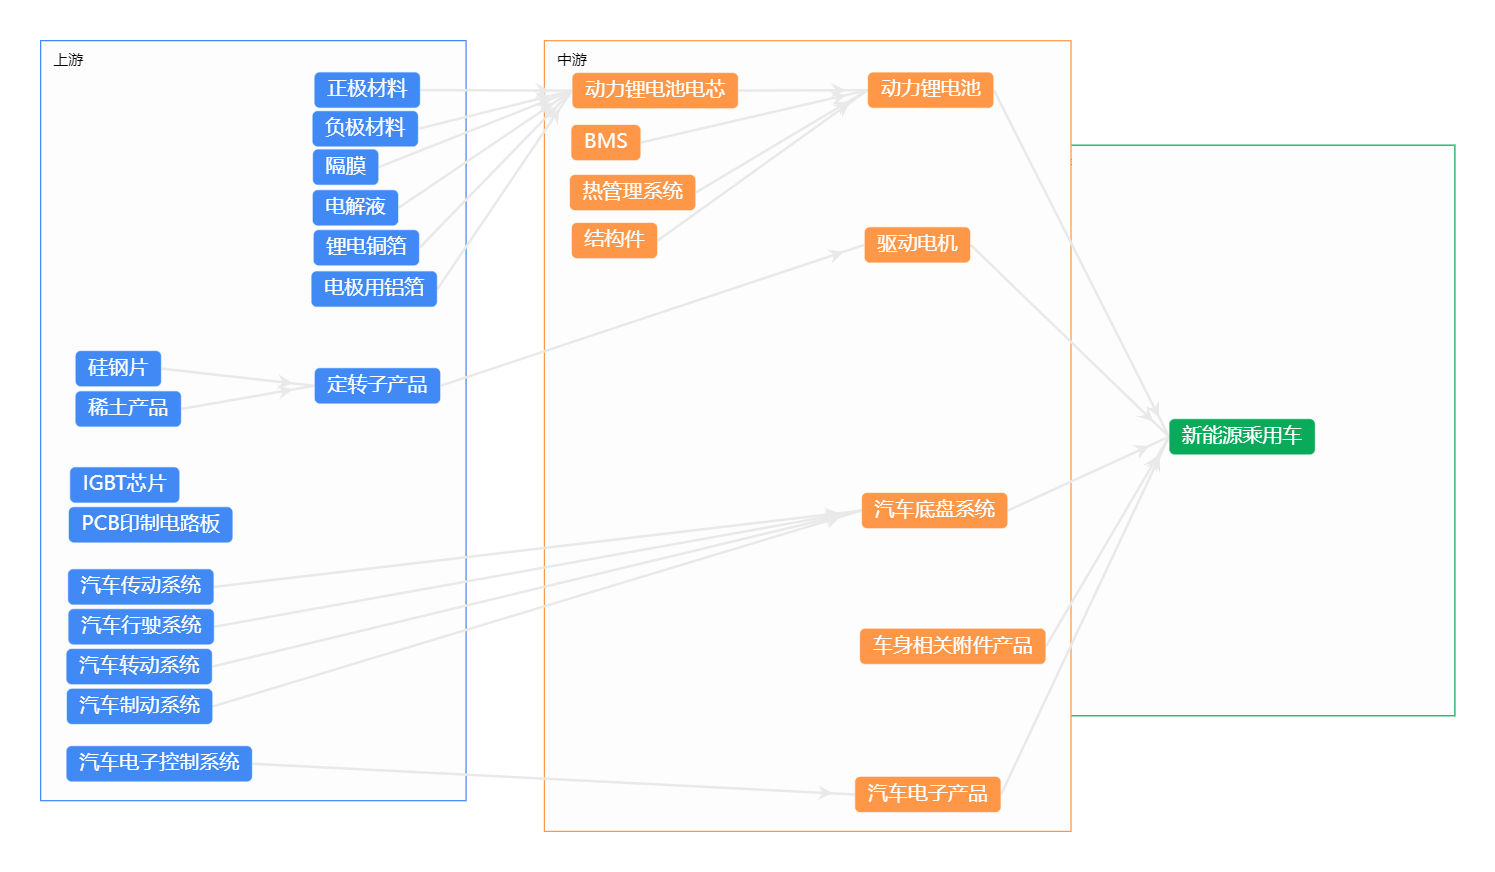 上游
正极材料
负极材料
隔膜
电解液
锂电铜箔
电极用铝箔
硅钢片
稀土产品
定转子产品
IGBT芯片
PCB印制电路板
汽车传动系统
汽车行驶系统
汽车转动系统
汽车制动系统
汽车电子控制系统
中游
动力锂电池电芯
BMS
热管理系统
结构件
动力锂电池
驱动电机
汽车底盘系统
车身相关附件产品
汽车电子产品
新能源乘用车